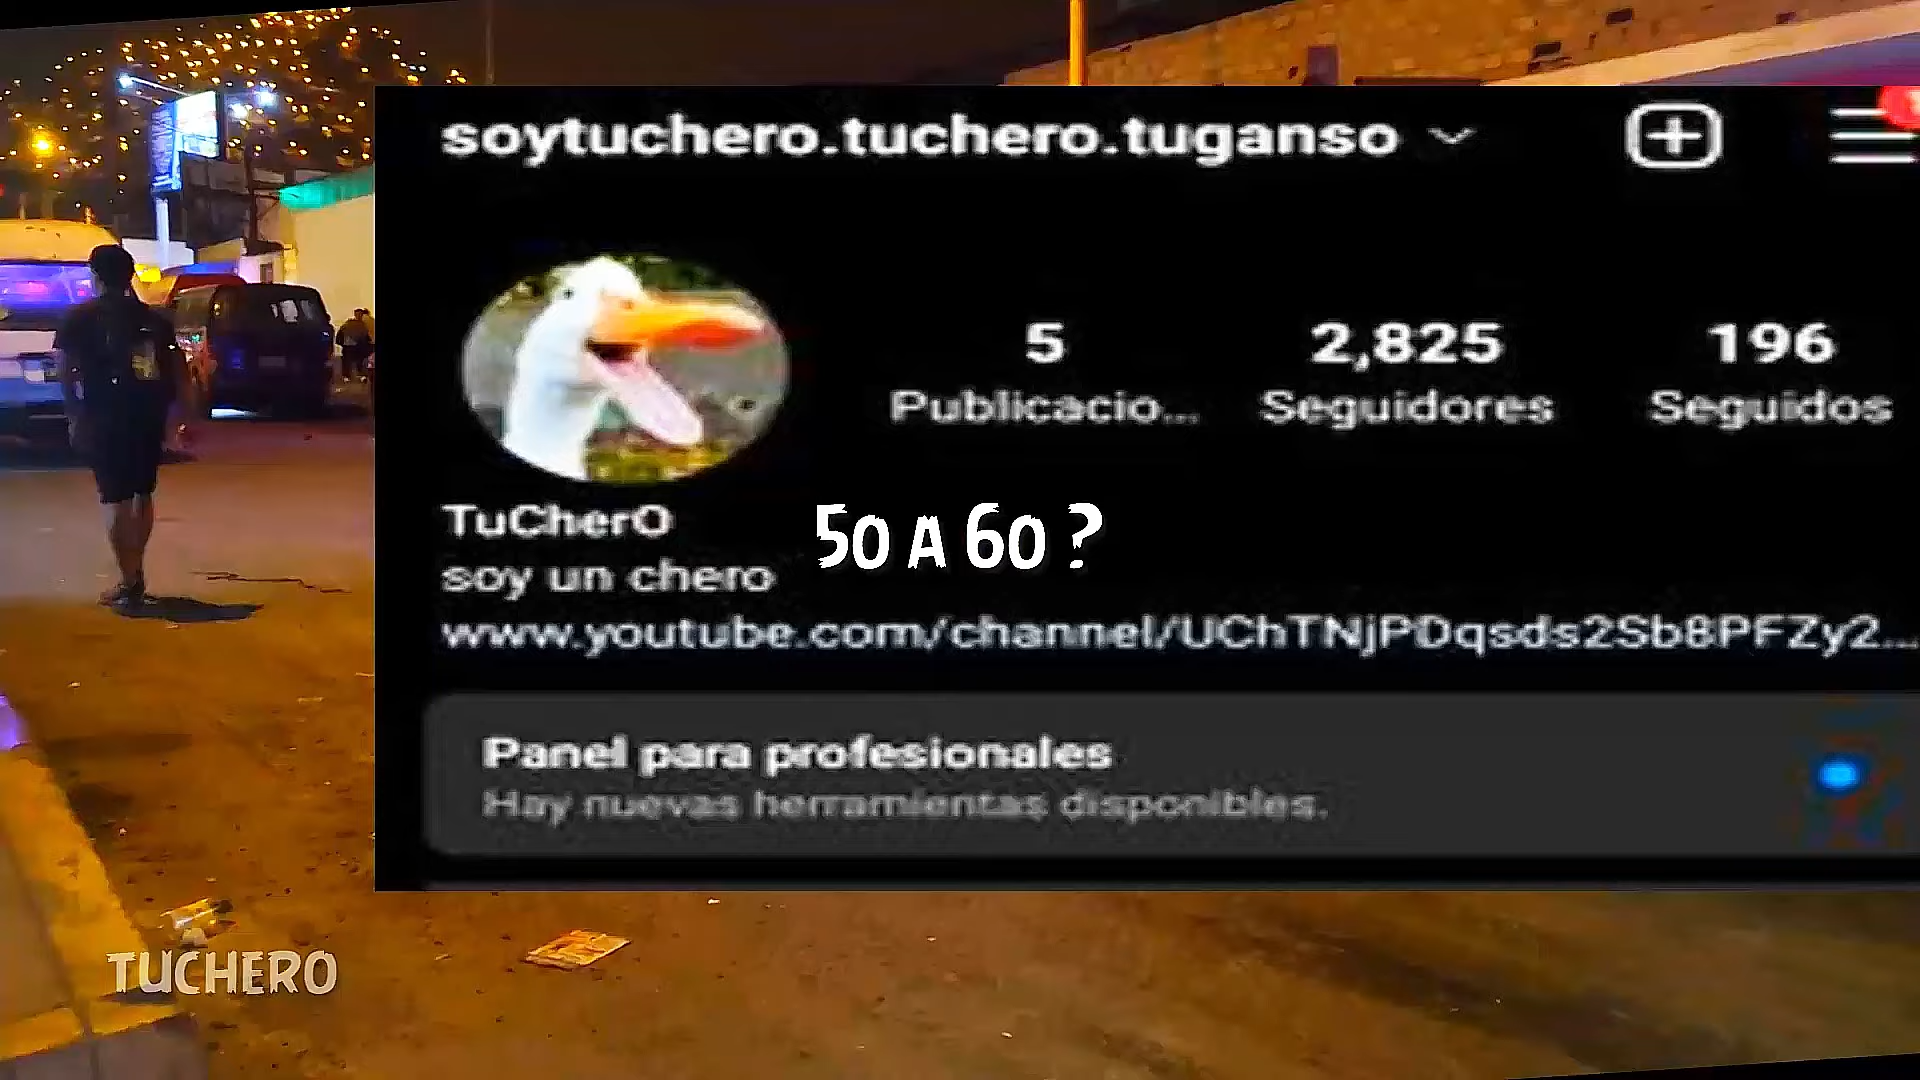 soytuchero.tuchero.tuganso
5
2,825
196
Publicacio...
Seguidores
Seguidos
TuCherO
50 A 60 ?
soy un chero
www.youtube.com/channel/UChTNjPDqsds2Sb8PFZy2...
Panel para profesionales
Hay nuevas herramientas disponibles.
TUCHERO